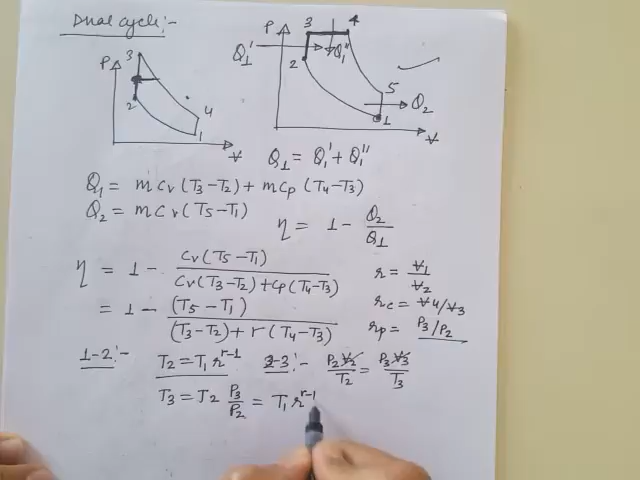 Dual cycle:-
P 3 2 4 1 V
P 3 4 Q₁' Q₁'' 2 5 Q₂ 1 V
Q₁ = Q₁' + Q₁''
Q₁ = mCv(T3-T2) + mCp(T4-T3)
Q₂ = mCv(T5-T1)
η = 1 - Q₂/Q₁
η = 1 - Cv(T5-T1) / Cv(T3-T2)+Cp(T4-T3)
r = V1/V2
rc = V4/V3
= 1 - (T5-T1) / (T3-T2)+r(T4-T3)
rp = P3/P2
1-2:- T2 = T1 r^(r-1) 2-3:- P2V2/T2 = P3V3/T3
T3 = T2 P3/P2 = T1 r^(r-1)